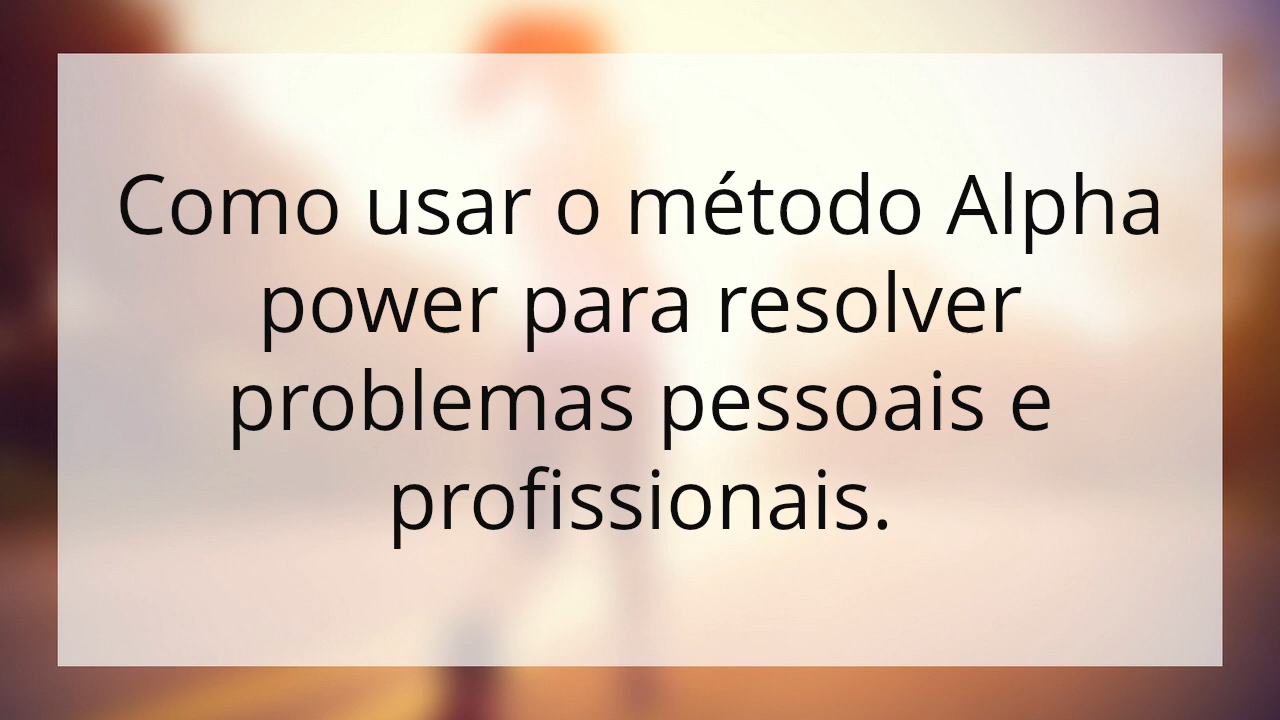 Como usar o método Alpha
power para resolver
problemas pessoais e
profissionais.